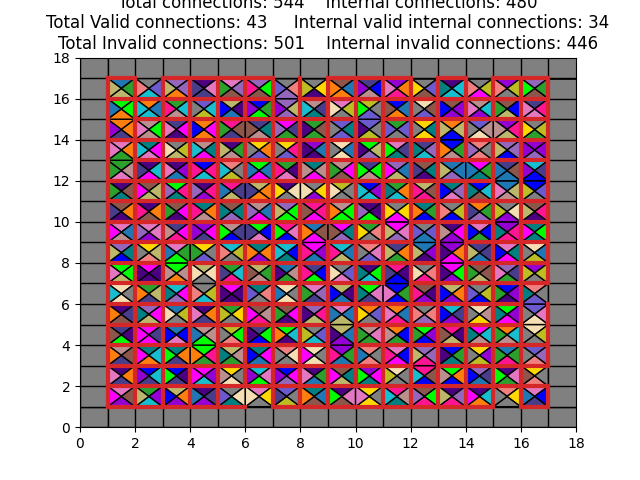 Total connections: 544    Internal connections: 480
Total Valid connections: 43    Internal valid internal connections: 34
Total Invalid connections: 501    Internal invalid connections: 446
18
16
14
12
10
8
6
4
2
0
0 2 4 6 8 10 12 14 16 18